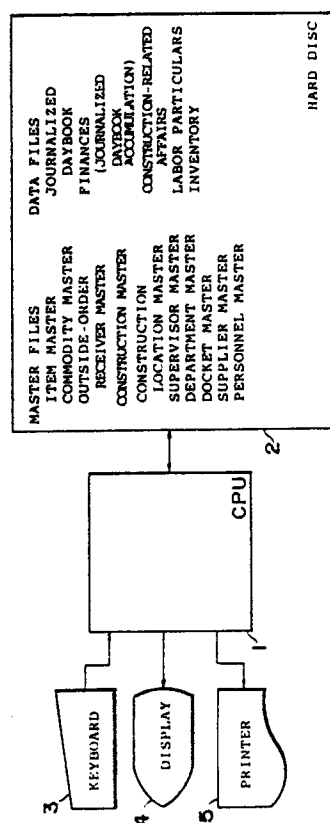 3
KEYBOARD
4
DISPLAY
5
PRINTER
CPU
1
MASTER FILES
ITEM MASTER
COMMODITY MASTER
OUTSIDE-ORDER
RECEIVER MASTER
CONSTRUCTION MASTER
CONSTRUCTION
LOCATION MASTER
SUPERVISOR MASTER
DEPARTMENT MASTER
DOCKET MASTER
SUPPLIER MASTER
PERSONNEL MASTER
DATA FILES
JOURNALIZED
DAYBOOK
FINANCES
(JOURNALIZED
DAYBOOK
ACCUMULATION)
CONSTRUCTION-RELATED
AFFAIRS
LABOR PARTICULARS
INVENTORY
HARD DISC
2